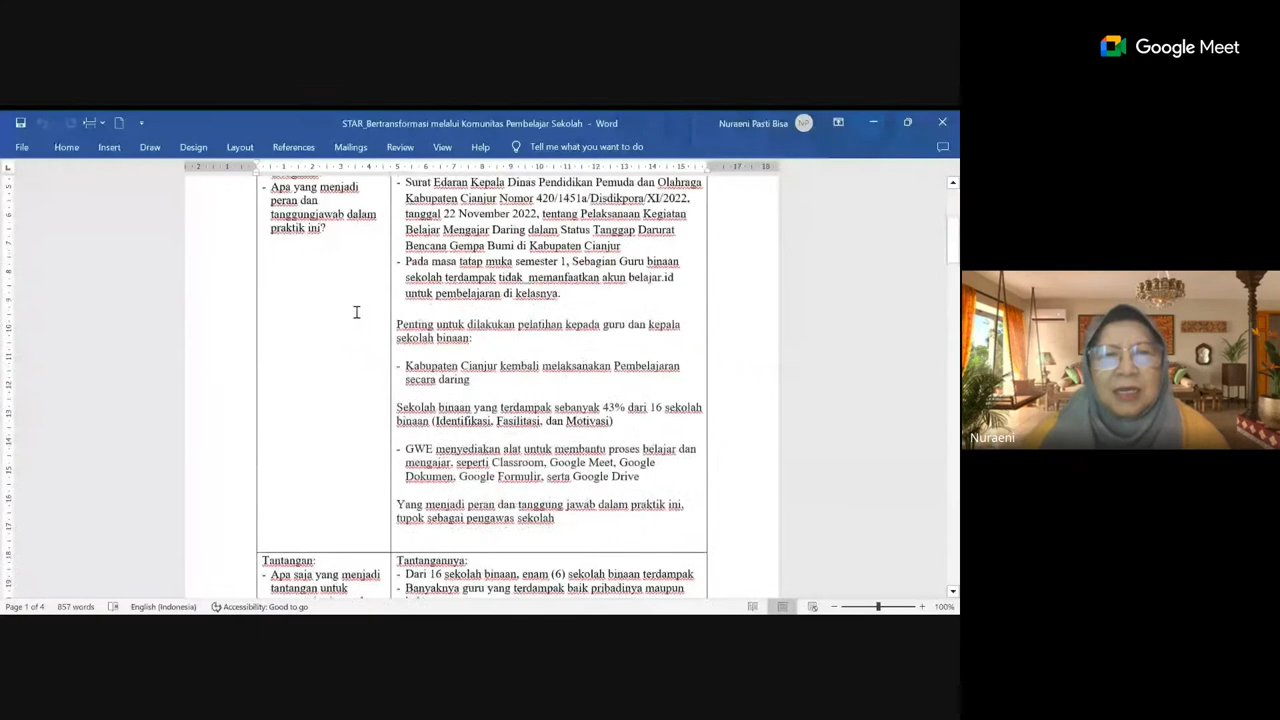 Google Meet
STAR_Bertransformasi melalui Komunitas Pembelajar Sekolah - Word
Nuraeni Pasti Bisa
NP
File
Home
Insert
Draw
Design
Layout
References
Mailings
Review
View
Help
Tell me what you want to do
- Apa yang menjadi
peran dan
tanggungjawab dalam
praktik ini?
- Surat Edaran Kepala Dinas Pendidikan Pemuda dan Olahraga
Kabupaten Cianjur Nomor 420/1451a/Disdikpora/XI/2022,
tanggal 22 November 2022, tentang Pelaksanaan Kegiatan
Belajar Mengajar Daring dalam Status Tanggap Darurat
Bencana Gempa Bumi di Kabupaten Cianjur
- Pada masa tatap muka semester 1, Sebagian Guru binaan
sekolah terdampak tidak memanfaatkan akun belajar.id
untuk pembelajaran di kelasnya.
Penting untuk dilakukan pelatihan kepada guru dan kepala
sekolah binaan:
- Kabupaten Cianjur kembali melaksanakan Pembelajaran
secara daring
Sekolah binaan yang terdampak sebanyak 43% dari 16 sekolah
binaan (Identifikasi, Fasilitasi, dan Motivasi)
- GWE menyediakan alat untuk membantu proses belajar dan
mengajar, seperti Classroom, Google Meet, Google
Dokumen, Google Formulir, serta Google Drive
Yang menjadi peran dan tanggung jawab dalam praktik ini,
tupok sebagai pengawas sekolah
Tantangan:
- Apa saja yang menjadi
tantangan untuk
Tantangannya:
- Dari 16 sekolah binaan, enam (6) sekolah binaan terdampak
- Banyaknya guru yang terdampak baik pribadinya maupun
Page 1 of 4
857 words
English (Indonesia)
Accessibility: Good to go
100%
Nuraeni